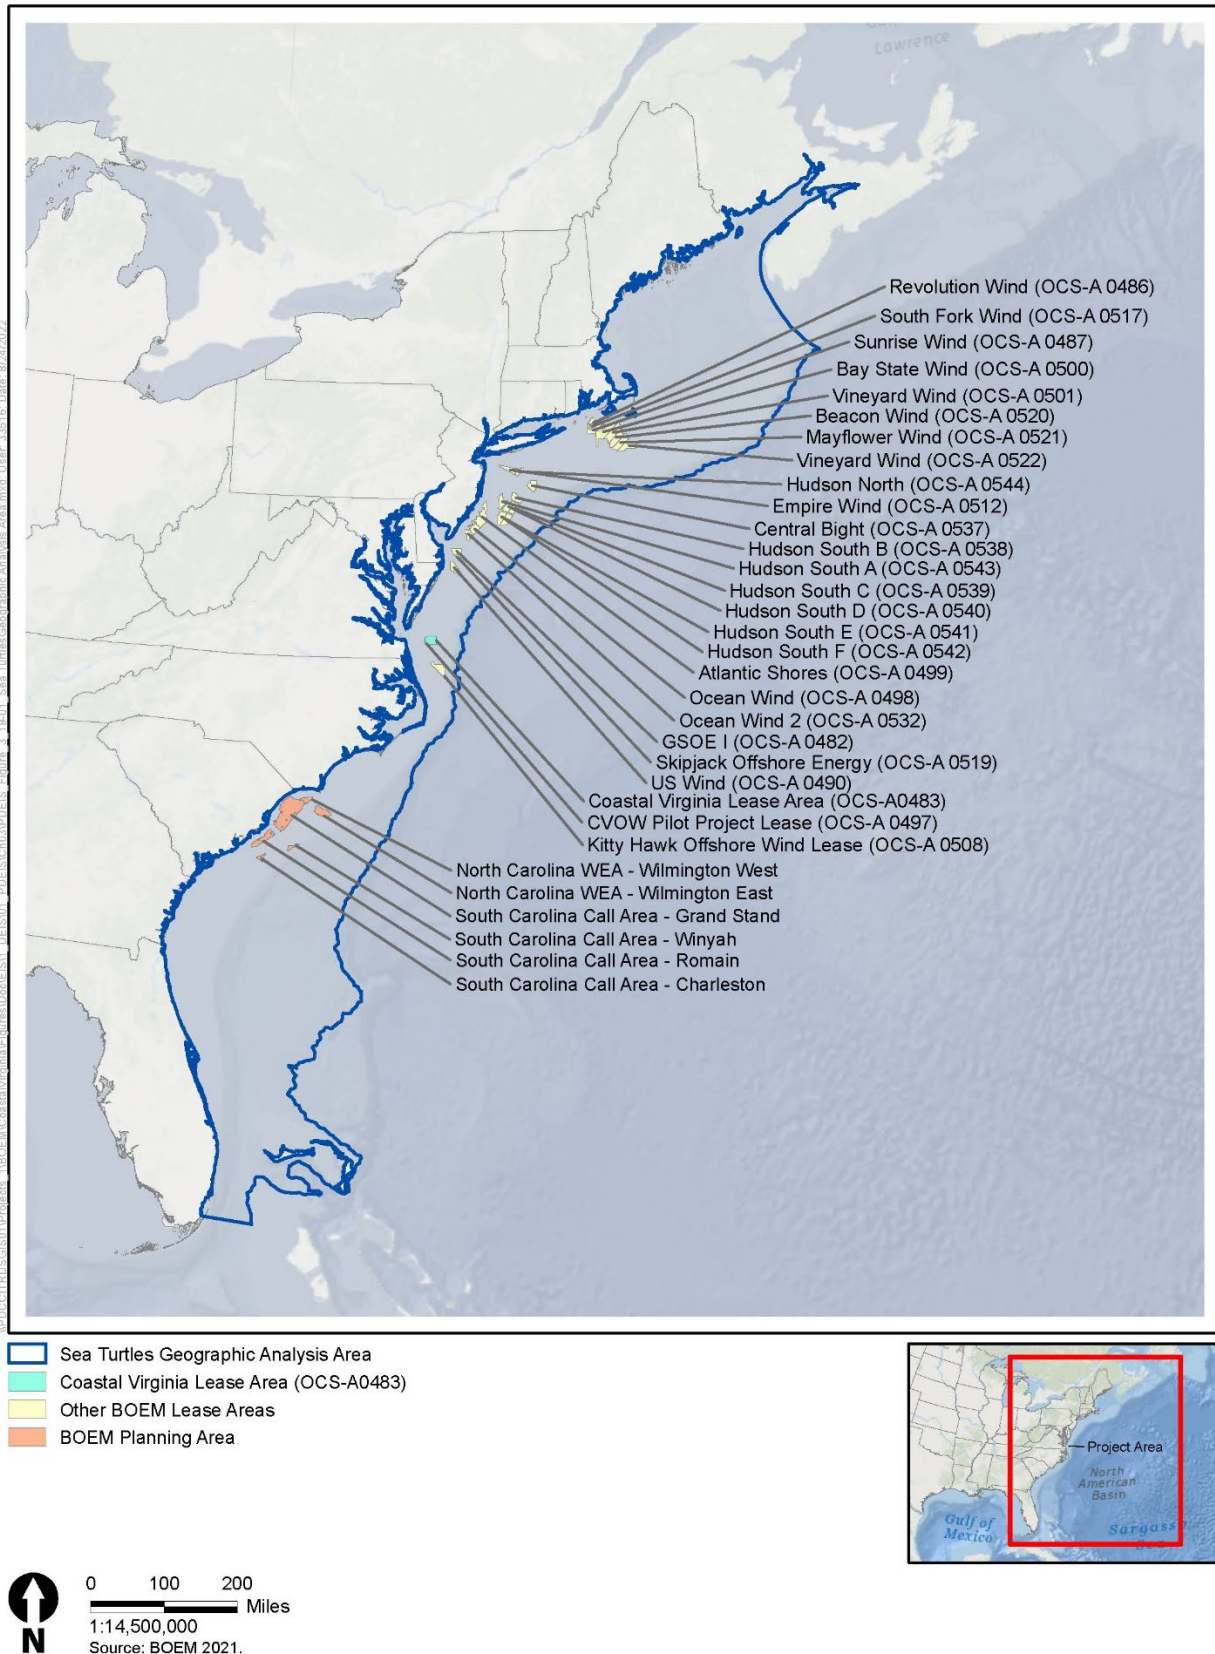 Lawrence
Revolution Wind (OCS-A 0486)
South Fork Wind (OCS-A 0517)
Sunrise Wind (OCS-A 0487)
Bay State Wind (OCS-A 0500)
Vineyard Wind (OCS-A 0501)
Beacon Wind (OCS-A 0520)
Mayflower Wind (OCS-A 0521)
Vineyard Wind (OCS-A 0522)
Hudson North (OCS-A 0544)
Empire Wind (OCS-A 0512)
Central Bight (OCS-A 0537)
Hudson South B (OCS-A 0538)
Hudson South A (OCS-A 0543)
Hudson South C (OCS-A 0539)
Hudson South D (OCS-A 0540)
Hudson South E (OCS-A 0541)
Hudson South F (OCS-A 0542)
Atlantic Shores (OCS-A 0499)
Ocean Wind (OCS-A 0498)
Ocean Wind 2 (OCS-A 0532)
GSOE I (OCS-A 0482)
Skipjack Offshore Energy (OCS-A 0519)
US Wind (OCS-A 0490)
Coastal Virginia Lease Area (OCS-A0483)
CVOW Pilot Project Lease (OCS-A 0497)
Kitty Hawk Offshore Wind Lease (OCS-A 0508)
North Carolina WEA - Wilmington West
North Carolina WEA - Wilmington East
South Carolina Call Area - Grand Stand
South Carolina Call Area - Winyah
South Carolina Call Area - Romain
South Carolina Call Area - Charleston
Sea Turtles Geographic Analysis Area
Coastal Virginia Lease Area (OCS-A0483)
Other BOEM Lease Areas
BOEM Planning Area
Project Area
North
American
Basin
Gulf of
Mexico
Sargass
N
0 100 200
Miles
1:14,500,000
Source: BOEM 2021.